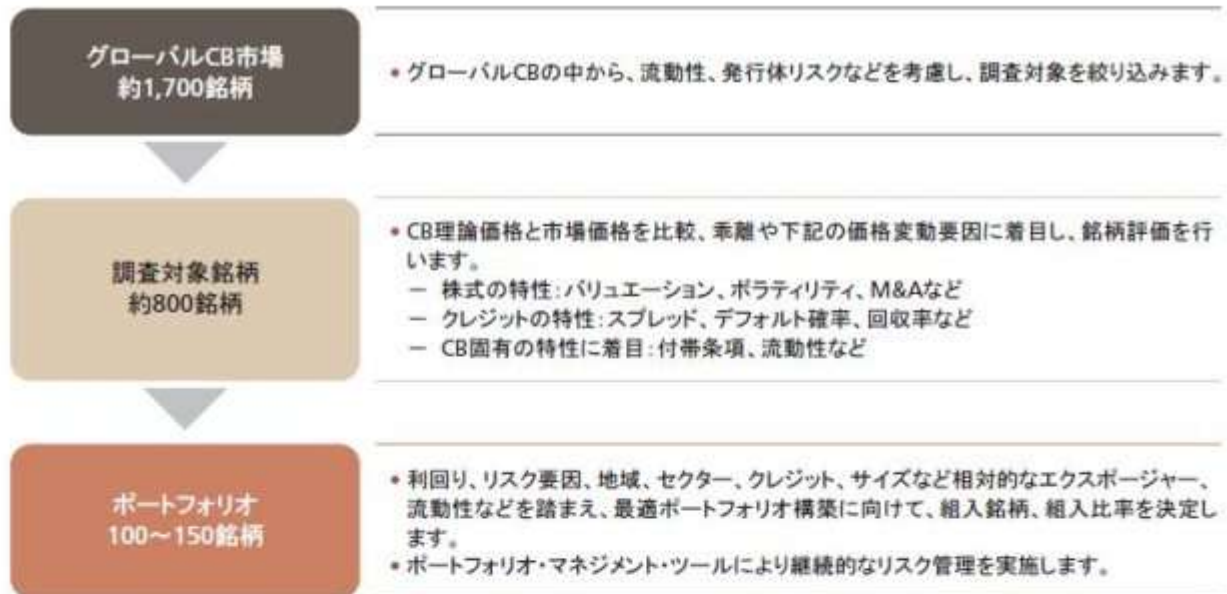 グローバルCB市場
約1,700銘柄
• グローバルCBの中から、流動性、発行体リスクなどを考慮し、調査対象を絞り込みます。
調査対象銘柄
約800銘柄
• CB理論価格と市場価格を比較、乖離や下記の価格変動要因に着目し、銘柄評価を行
います。
－ 株式の特性：バリュエーション、ボラティリティ、M&Aなど
－ クレジットの特性：スプレッド、デフォルト確率、回収率など
－ CB固有の特性に着目：付帯条項、流動性など
ポートフォリオ
100～150銘柄
• 利回り、リスク要因、地域、セクター、クレジット、サイズなど相対的なエクスポージャー、
流動性などを踏まえ、最適ポートフォリオ構築に向けて、組入銘柄、組入比率を決定し
ます。
• ポートフォリオ・マネジメント・ツールにより継続的なリスク管理を実施します。